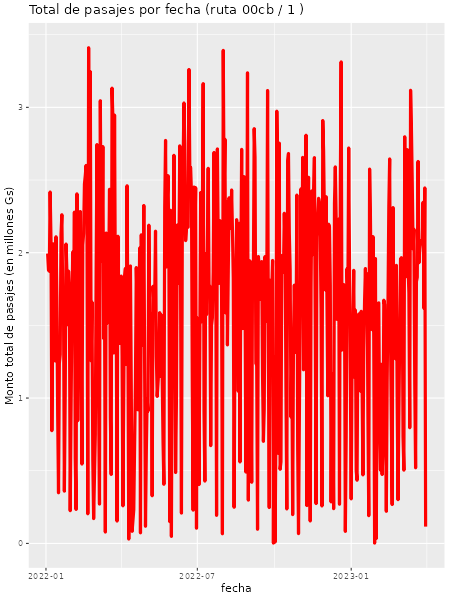 Total de pasajes por fecha (ruta 00cb / 1 )
Monto total de pasajes (en millones Gs)
3
2
1
0
2022-01
2022-07
2023-01
fecha